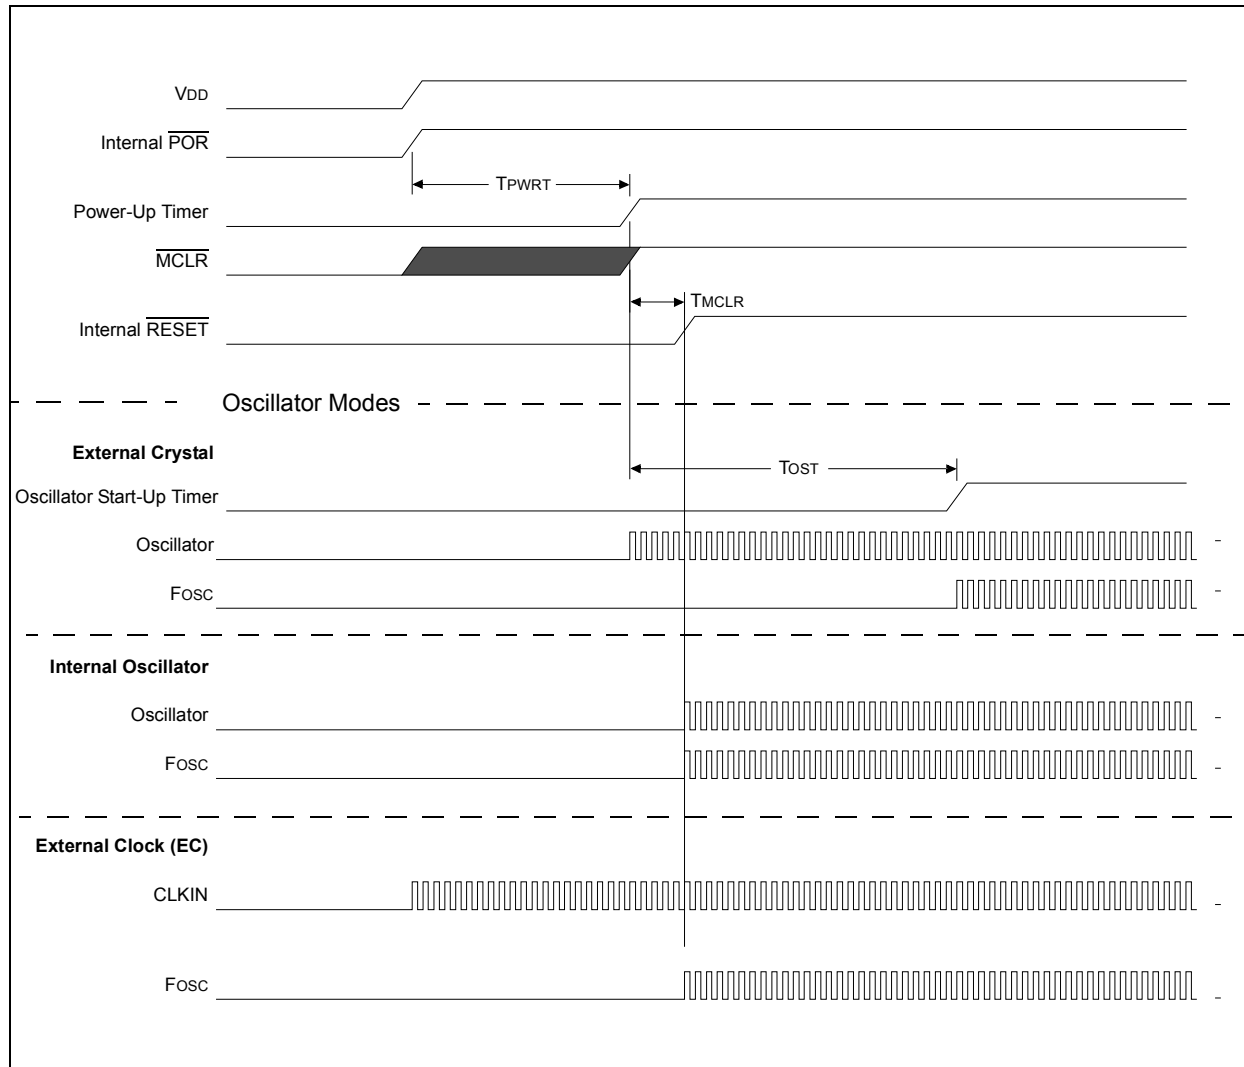 VDD
Internal POR
TPWRT
Power-Up Timer
MCLR
TMCLR
Internal RESET
Oscillator Modes
External Crystal
TOST
Oscillator Start-Up Timer
Oscillator
FOSC
Internal Oscillator
Oscillator
FOSC
External Clock (EC)
CLKIN
FOSC